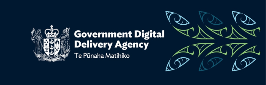 Government Digital
Delivery Agency
Te Pūnaha Matihiko